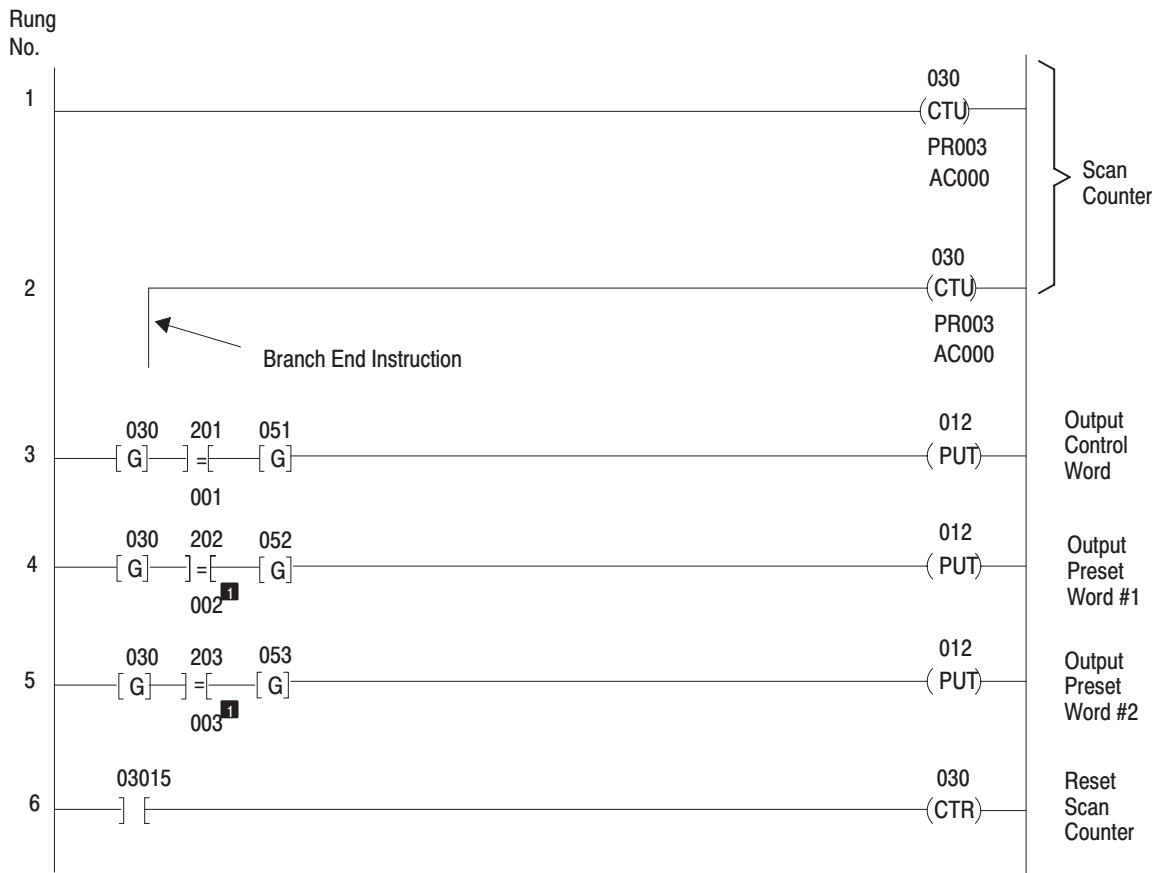 Rung
No.
1
030
(CTU)
PR003
AC000
Scan
Counter
2
030
(CTU)
PR003
AC000
Branch End Instruction
3
030 201 051
[G] ]=[ [G]
001
012
(PUT)
Output
Control
Word
4
030 202 052
[G] ]=[ [G]
002 1
012
(PUT)
Output
Preset
Word #1
5
030 203 053
[G] ]=[ [G]
003 1
012
(PUT)
Output
Preset
Word #2
6
03015
] [
030
(CTR)
Reset
Scan
Counter